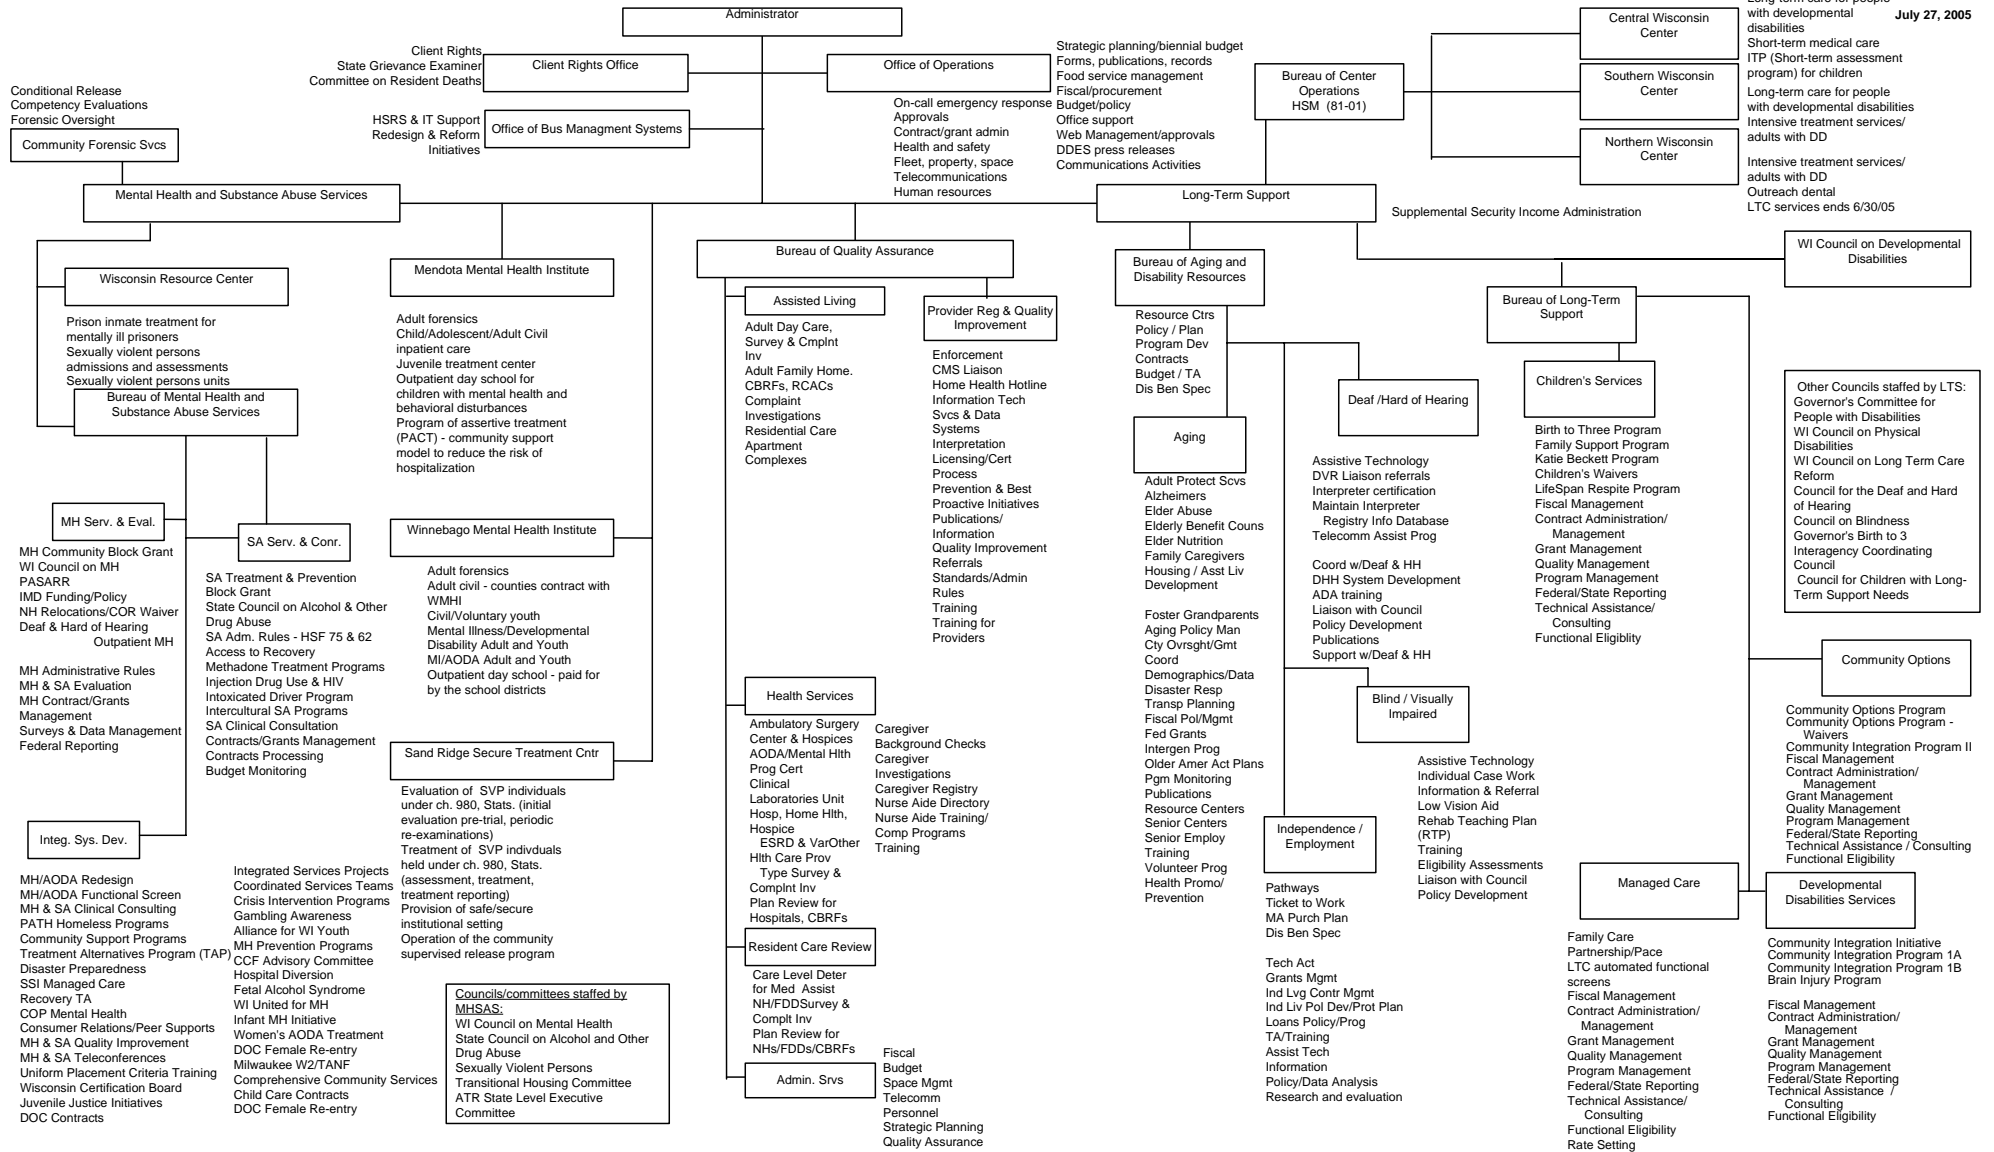 Administrator
July 27, 2005
Client Rights
State Grievance Examiner
Committee on Resident Deaths
Client Rights Office
Office of Operations
Strategic planning/biennial budget
Forms, publications, records
Food service management
Fiscal/procurement
Budget/policy
Office support
Web Management/approvals
DDES press releases
Communications Activities
On-call emergency response
Approvals
Contract/grant admin
Health and safety
Fleet, property, space
Telecommunications
Human resources
HSRS & IT Support
Redesign & Reform
Initiatives
Office of Bus Managment Systems
Bureau of Center
Operations
HSM (81-01)
Central Wisconsin
Center
Long-term care for people
with developmental
disabilities
Short-term medical care
ITP (Short-term assessment
program) for children
Southern Wisconsin
Center
Long-term care for people
with developmental disabilities
Intensive treatment services/
adults with DD
Northern Wisconsin
Center
Intensive treatment services/
adults with DD
Outreach dental
LTC services ends 6/30/05
Conditional Release
Competency Evaluations
Forensic Oversight
Community Forensic Svcs
Mental Health and Substance Abuse Services
Long-Term Support
Supplemental Security Income Administration
WI Council on Developmental
Disabilities
Wisconsin Resource Center
Prison inmate treatment for
mentally ill prisoners
Sexually violent persons
admissions and assessments
Sexually violent persons units
Bureau of Mental Health and
Substance Abuse Services
MH Serv. & Eval.
MH Community Block Grant
WI Council on MH
PASARR
IMD Funding/Policy
NH Relocations/COR Waiver
Deaf & Hard of Hearing
Outpatient MH
MH Administrative Rules
MH & SA Evaluation
MH Contract/Grants
Management
Surveys & Data Management
Federal Reporting
SA Serv. & Conr.
SA Treatment & Prevention
Block Grant
State Council on Alcohol & Other
Drug Abuse
SA Adm. Rules - HSF 75 & 62
Access to Recovery
Methadone Treatment Programs
Injection Drug Use & HIV
Intoxicated Driver Program
Intercultural SA Programs
SA Clinical Consultation
Contracts/Grants Management
Contracts Processing
Budget Monitoring
Integ. Sys. Dev.
MH/AODA Redesign
MH/AODA Functional Screen
MH & SA Clinical Consulting
PATH Homeless Programs
Community Support Programs
Treatment Alternatives Program (TAP)
Disaster Preparedness
SSI Managed Care
Recovery TA
COP Mental Health
Consumer Relations/Peer Supports
MH & SA Quality Improvement
MH & SA Teleconferences
Uniform Placement Criteria Training
Wisconsin Certification Board
Juvenile Justice Initiatives
DOC Contracts
Integrated Services Projects
Coordinated Services Teams
Crisis Intervention Programs
Gambling Awareness
Alliance for WI Youth
MH Prevention Programs
CCF Advisory Committee
Hospital Diversion
Fetal Alcohol Syndrome
WI United for MH
Infant MH Initiative
Women's AODA Treatment
DOC Female Re-entry
Milwaukee W2/TANF
Comprehensive Community Services
Child Care Contracts
DOC Female Re-entry
Mendota Mental Health Institute
Adult forensics
Child/Adolescent/Adult Civil
inpatient care
Juvenile treatment center
Outpatient day school for
children with mental health and
behavioral disturbances
Program of assertive treatment
(PACT) - community support
model to reduce the risk of
hospitalization
Winnebago Mental Health Institute
Adult forensics
Adult civil - counties contract with
WMHI
Civil/Voluntary youth
Mental Illness/Developmental
Disability Adult and Youth
MI/AODA Adult and Youth
Outpatient day school - paid for
by the school districts
Sand Ridge Secure Treatment Cntr
Evaluation of SVP individuals
under ch. 980, Stats. (initial
evaluation pre-trial, periodic
re-examinations)
Treatment of SVP indivduals
held under ch. 980, Stats.
(assessment, treatment,
treatment reporting)
Provision of safe/secure
institutional setting
Operation of the community
supervised release program
Councils/committees staffed by
MHSAS:
WI Council on Mental Health
State Council on Alcohol and Other
Drug Abuse
Sexually Violent Persons
Transitional Housing Committee
ATR State Level Executive
Committee
Bureau of Quality Assurance
Assisted Living
Adult Day Care,
Survey & Cmplnt
Inv
Adult Family Home.
CBRFs, RCACs
Complaint
Investigations
Residential Care
Apartment
Complexes
Provider Reg & Quality
Improvement
Enforcement
CMS Liaison
Home Health Hotline
Information Tech
Svcs & Data
Systems
Interpretation
Licensing/Cert
Process
Prevention & Best
Proactive Initiatives
Publications/
Information
Quality Improvement
Referrals
Standards/Admin
Rules
Training
Training for
Providers
Health Services
Ambulatory Surgery
Center & Hospices
AODA/Mental Hlth
Prog Cert
Clinical
Laboratories Unit
Hosp, Home Hlth,
Hospice
ESRD & VarOther
Hlth Care Prov
Type Survey &
Complnt Inv
Plan Review for
Hospitals, CBRFs
Caregiver
Background Checks
Caregiver
Investigations
Caregiver Registry
Nurse Aide Directory
Nurse Aide Training/
Comp Programs
Training
Resident Care Review
Care Level Deter
for Med Assist
NH/FDDSurvey &
Complt Inv
Plan Review for
NHs/FDDs/CBRFs
Admin. Srvs
Fiscal
Budget
Space Mgmt
Telecomm
Personnel
Strategic Planning
Quality Assurance
Bureau of Aging and
Disability Resources
Resource Ctrs
Policy / Plan
Program Dev
Contracts
Budget / TA
Dis Ben Spec
Aging
Adult Protect Scvs
Alzheimers
Elder Abuse
Elderly Benefit Couns
Elder Nutrition
Family Caregivers
Housing / Asst Liv
Development
Foster Grandparents
Aging Policy Man
Cty Ovrsght/Gmt
Coord
Demographics/Data
Disaster Resp
Transp Planning
Fiscal Pol/Mgmt
Fed Grants
Intergen Prog
Older Amer Act Plans
Pgm Monitoring
Publications
Resource Centers
Senior Centers
Senior Employ
Training
Volunteer Prog
Health Promo/
Prevention
Deaf /Hard of Hearing
Assistive Technology
DVR Liaison referrals
Interpreter certification
Maintain Interpreter
Registry Info Database
Telecomm Assist Prog
Coord w/Deaf & HH
DHH System Development
ADA training
Liaison with Council
Policy Development
Publications
Support w/Deaf & HH
Blind / Visually
Impaired
Assistive Technology
Individual Case Work
Information & Referral
Low Vision Aid
Rehab Teaching Plan
(RTP)
Training
Eligibility Assessments
Liaison with Council
Policy Development
Independence /
Employment
Pathways
Ticket to Work
MA Purch Plan
Dis Ben Spec
Tech Act
Grants Mgmt
Ind Lvg Contr Mgmt
Ind Liv Pol Dev/Prot Plan
Loans Policy/Prog
TA/Training
Assist Tech
Information
Policy/Data Analysis
Research and evaluation
Bureau of Long-Term
Support
Children's Services
Birth to Three Program
Family Support Program
Katie Beckett Program
Children's Waivers
LifeSpan Respite Program
Fiscal Management
Contract Administration/
Management
Grant Management
Quality Management
Program Management
Federal/State Reporting
Technical Assistance/
Consulting
Functional Eligiblity
Other Councils staffed by LTS:
Governor's Committee for
People with Disabilities
WI Council on Physical
Disabilities
WI Council on Long Term Care
Reform
Council for the Deaf and Hard
of Hearing
Council on Blindness
Governor's Birth to 3
Interagency Coordinating
Council
Council for Children with Long-
Term Support Needs
Community Options
Community Options Program
Community Options Program -
Waivers
Community Integration Program II
Fiscal Management
Contract Administration/
Management
Grant Management
Quality Management
Program Management
Federal/State Reporting
Technical Assistance / Consulting
Functional Eligibility
Managed Care
Family Care
Partnership/Pace
LTC automated functional
screens
Fiscal Management
Contract Administration/
Management
Grant Management
Quality Management
Program Management
Federal/State Reporting
Technical Assistance/
Consulting
Functional Eligibility
Rate Setting
Developmental
Disabilities Services
Community Integration Initiative
Community Integration Program 1A
Community Integration Program 1B
Brain Injury Program
Fiscal Management
Contract Administration/
Management
Grant Management
Quality Management
Program Management
Federal/State Reporting
Technical Assistance /
Consulting
Functional Eligibility